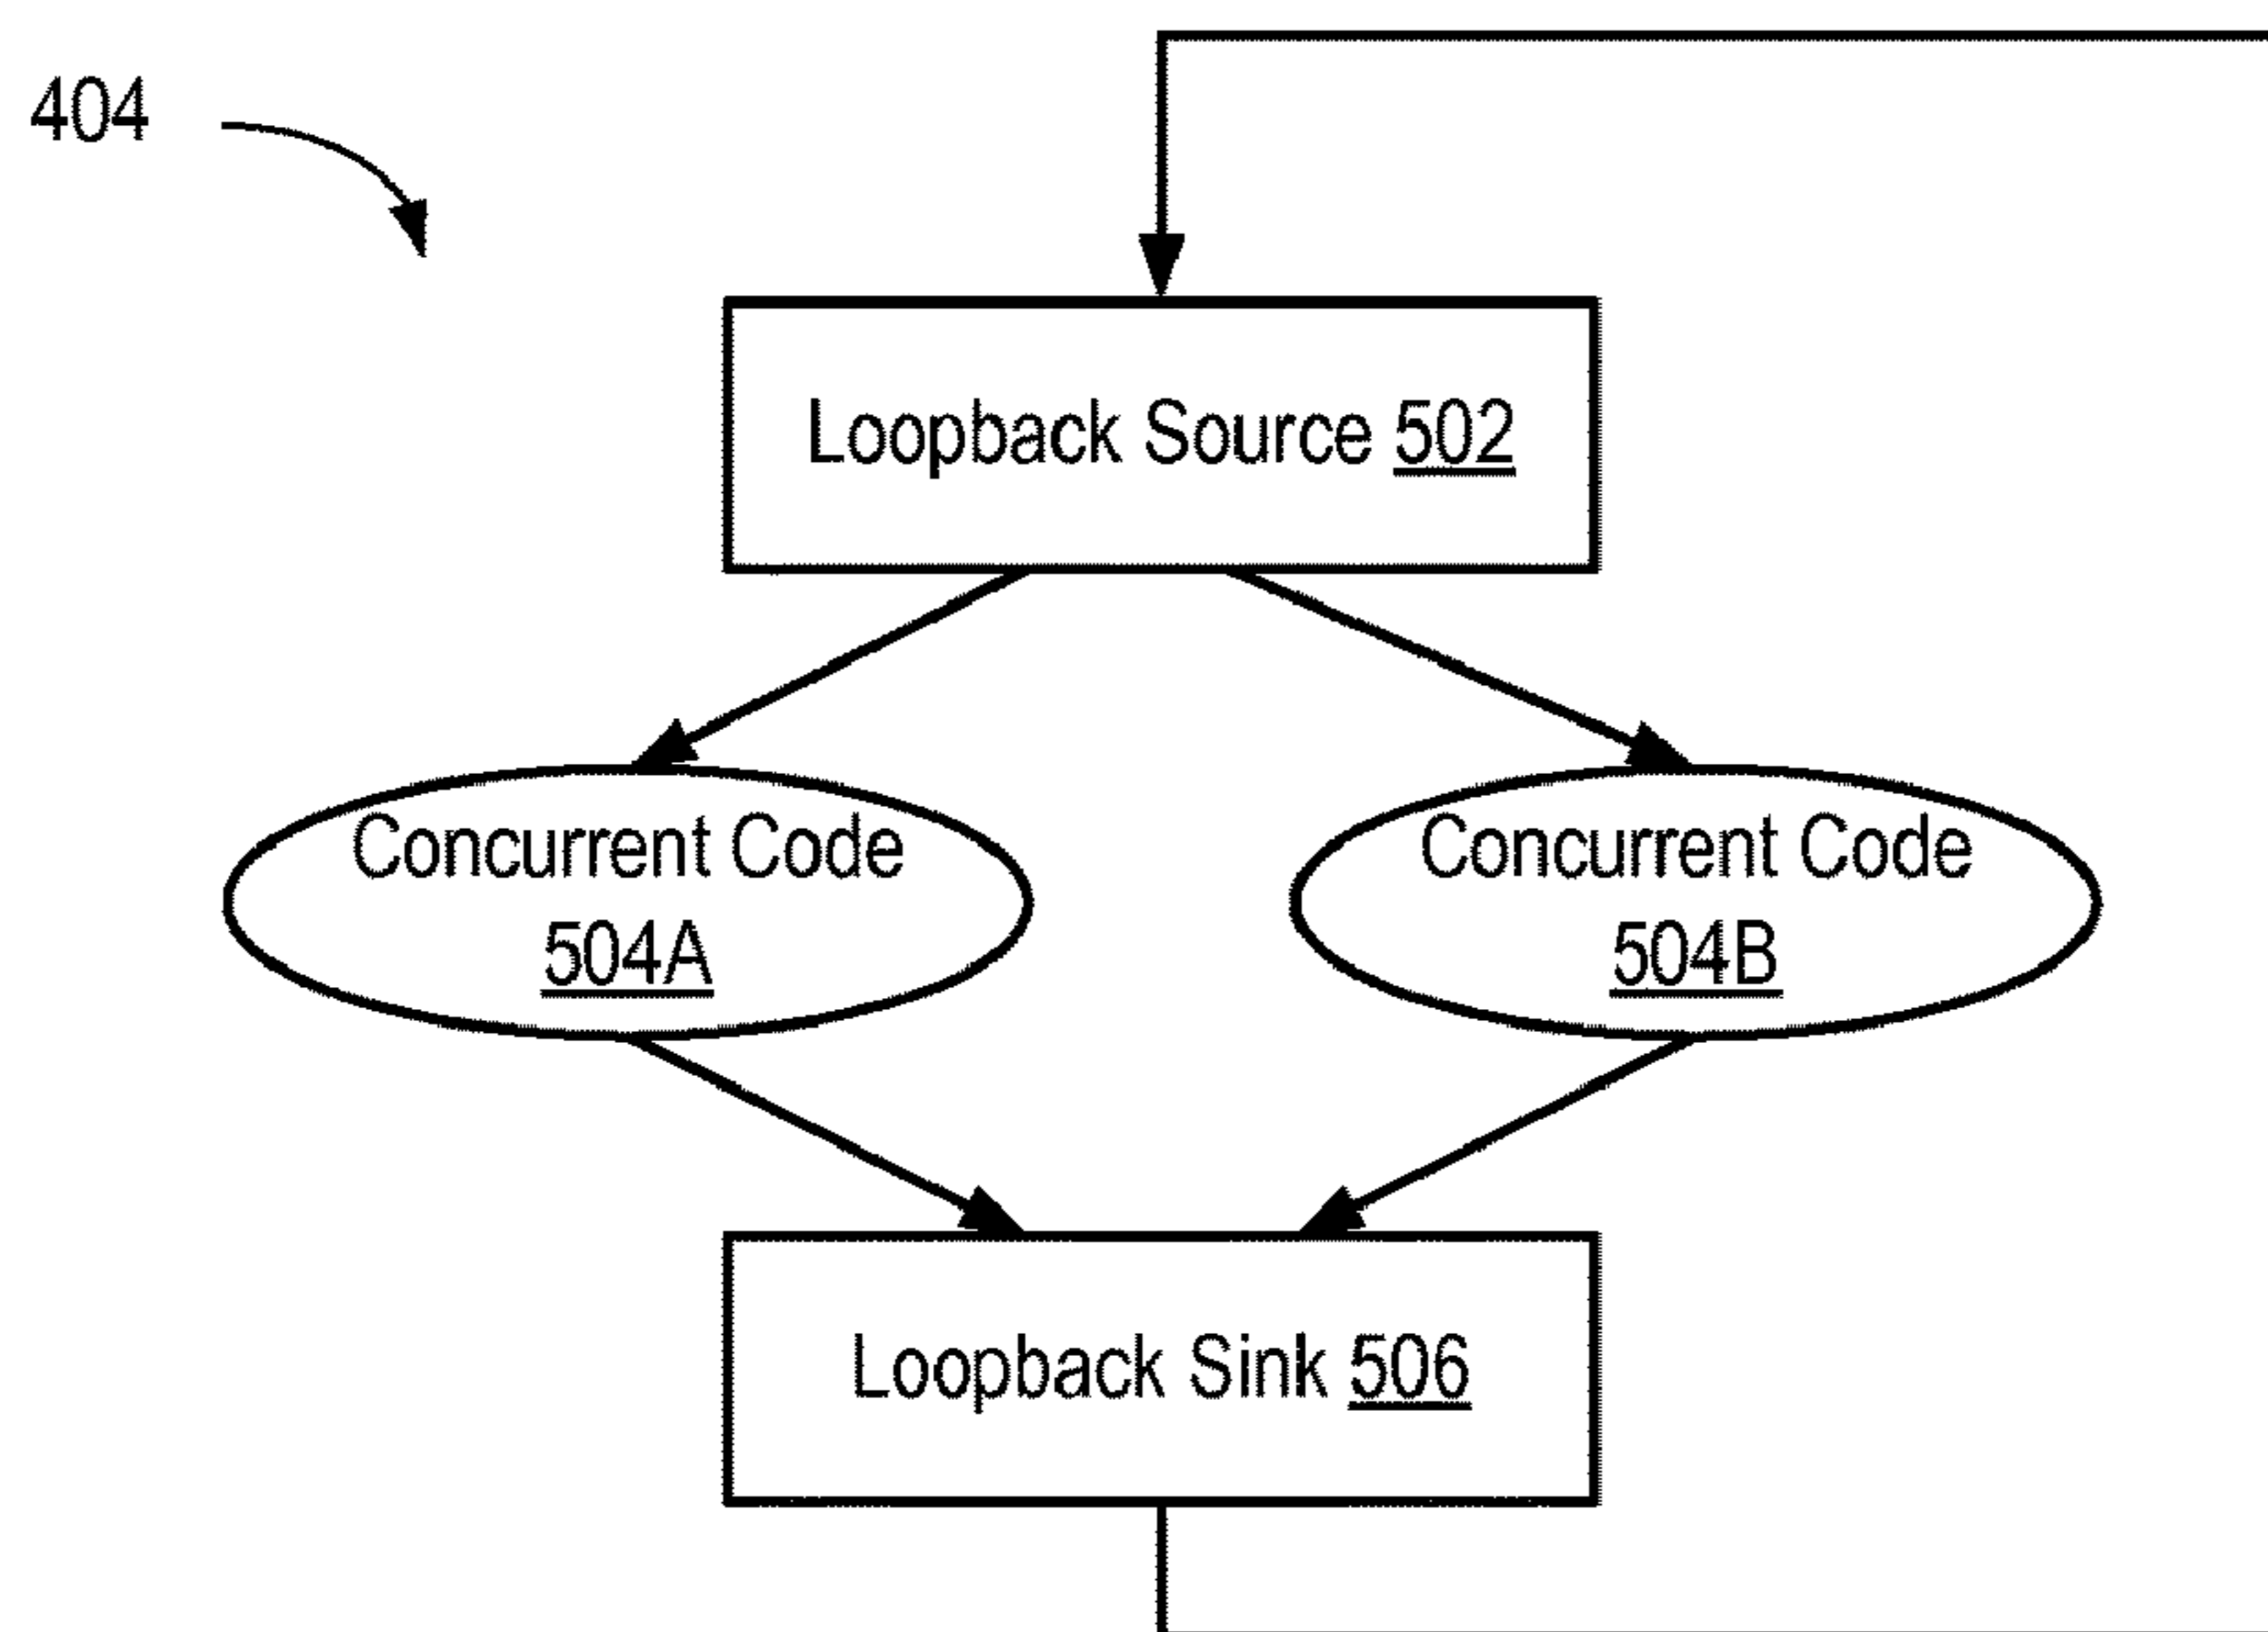 404
Loopback Source 502
Concurrent Code
504A
Concurrent Code
504B
Loopback Sink 506